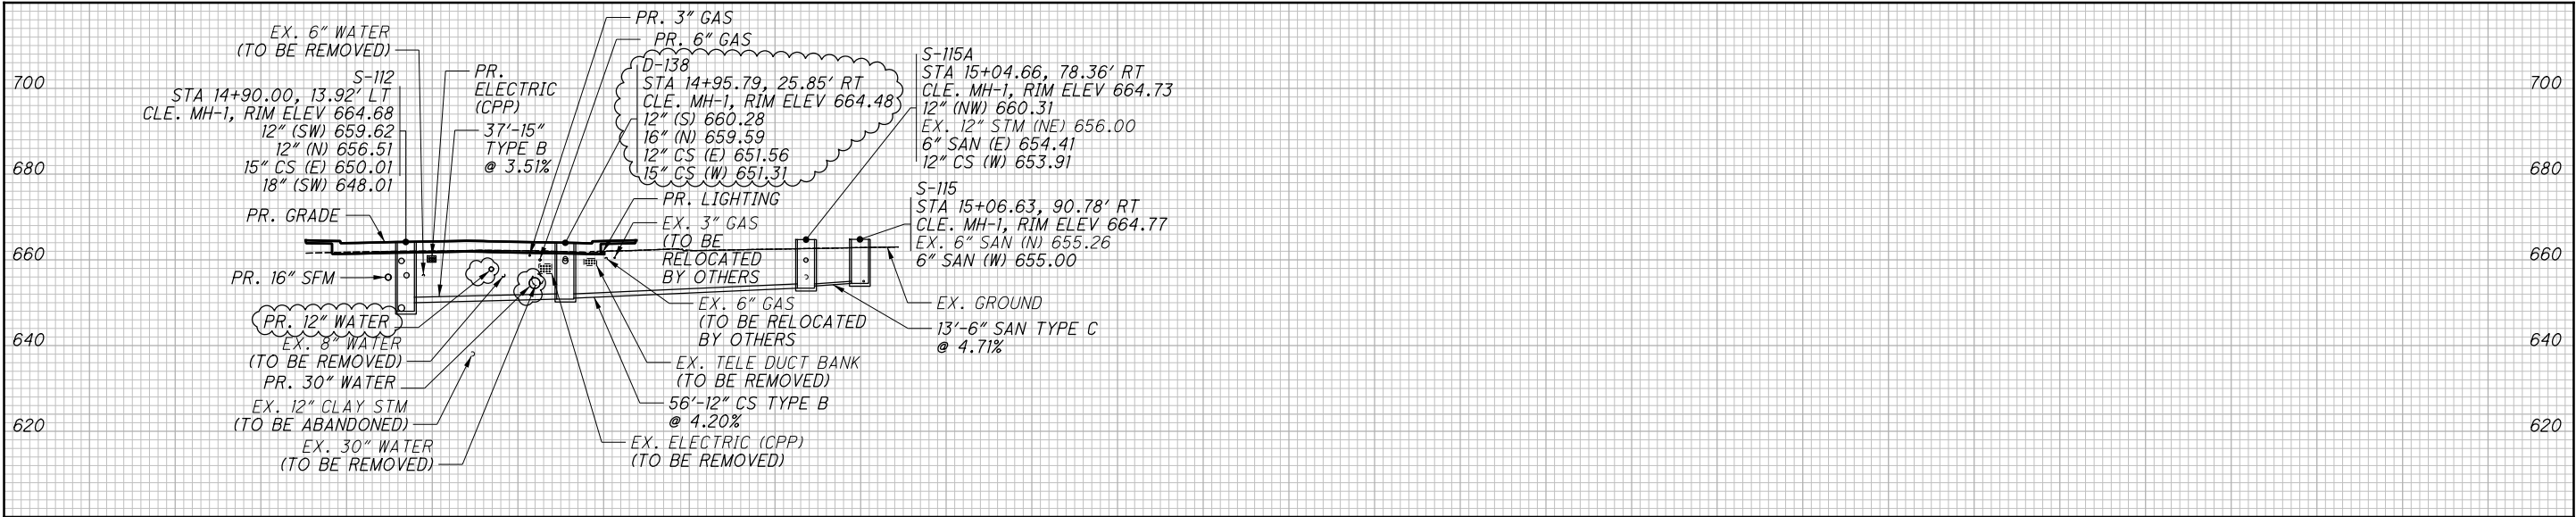 700
680
660
640
620
EX. 6" WATER
(TO BE REMOVED)
S-112
STA 14+90.00, 13.92' LT
CLE. MH-1, RIM ELEV 664.68
12" (SW) 659.62
12" (N) 656.51
15" CS (E) 650.01
18" (SW) 648.01
PR. GRADE
PR. 16" SFM
PR. 12" WATER
EX. 8" WATER
(TO BE REMOVED)
PR. 30" WATER
EX. 12" CLAY STM
(TO BE ABANDONED)
EX. 30" WATER
(TO BE REMOVED)
PR.
ELECTRIC
(CPP)
37'-15"
TYPE B
@ 3.51%
PR. 3" GAS
PR. 6" GAS
D-138
STA 14+95.79, 25.85' RT
CLE. MH-1, RIM ELEV 664.48
12" (S) 660.28
16" (N) 659.59
12" CS (E) 651.56
15" CS (W) 651.31
PR. LIGHTING
EX. 3" GAS
(TO BE
RELOCATED
BY OTHERS
EX. 6" GAS
(TO BE RELOCATED
BY OTHERS
EX. TELE DUCT BANK
(TO BE REMOVED)
56'-12" CS TYPE B
@ 4.20%
EX. ELECTRIC (CPP)
(TO BE REMOVED)
S-115A
STA 15+04.66, 78.36' RT
CLE. MH-1, RIM ELEV 664.73
12" (NW) 660.31
EX. 12" STM (NE) 656.00
6" SAN (E) 654.41
12" CS (W) 653.91
S-115
STA 15+06.63, 90.78' RT
CLE. MH-1, RIM ELEV 664.77
EX. 6" SAN (N) 655.26
6" SAN (W) 655.00
EX. GROUND
13'-6" SAN TYPE C
@ 4.71%
700
680
660
640
620